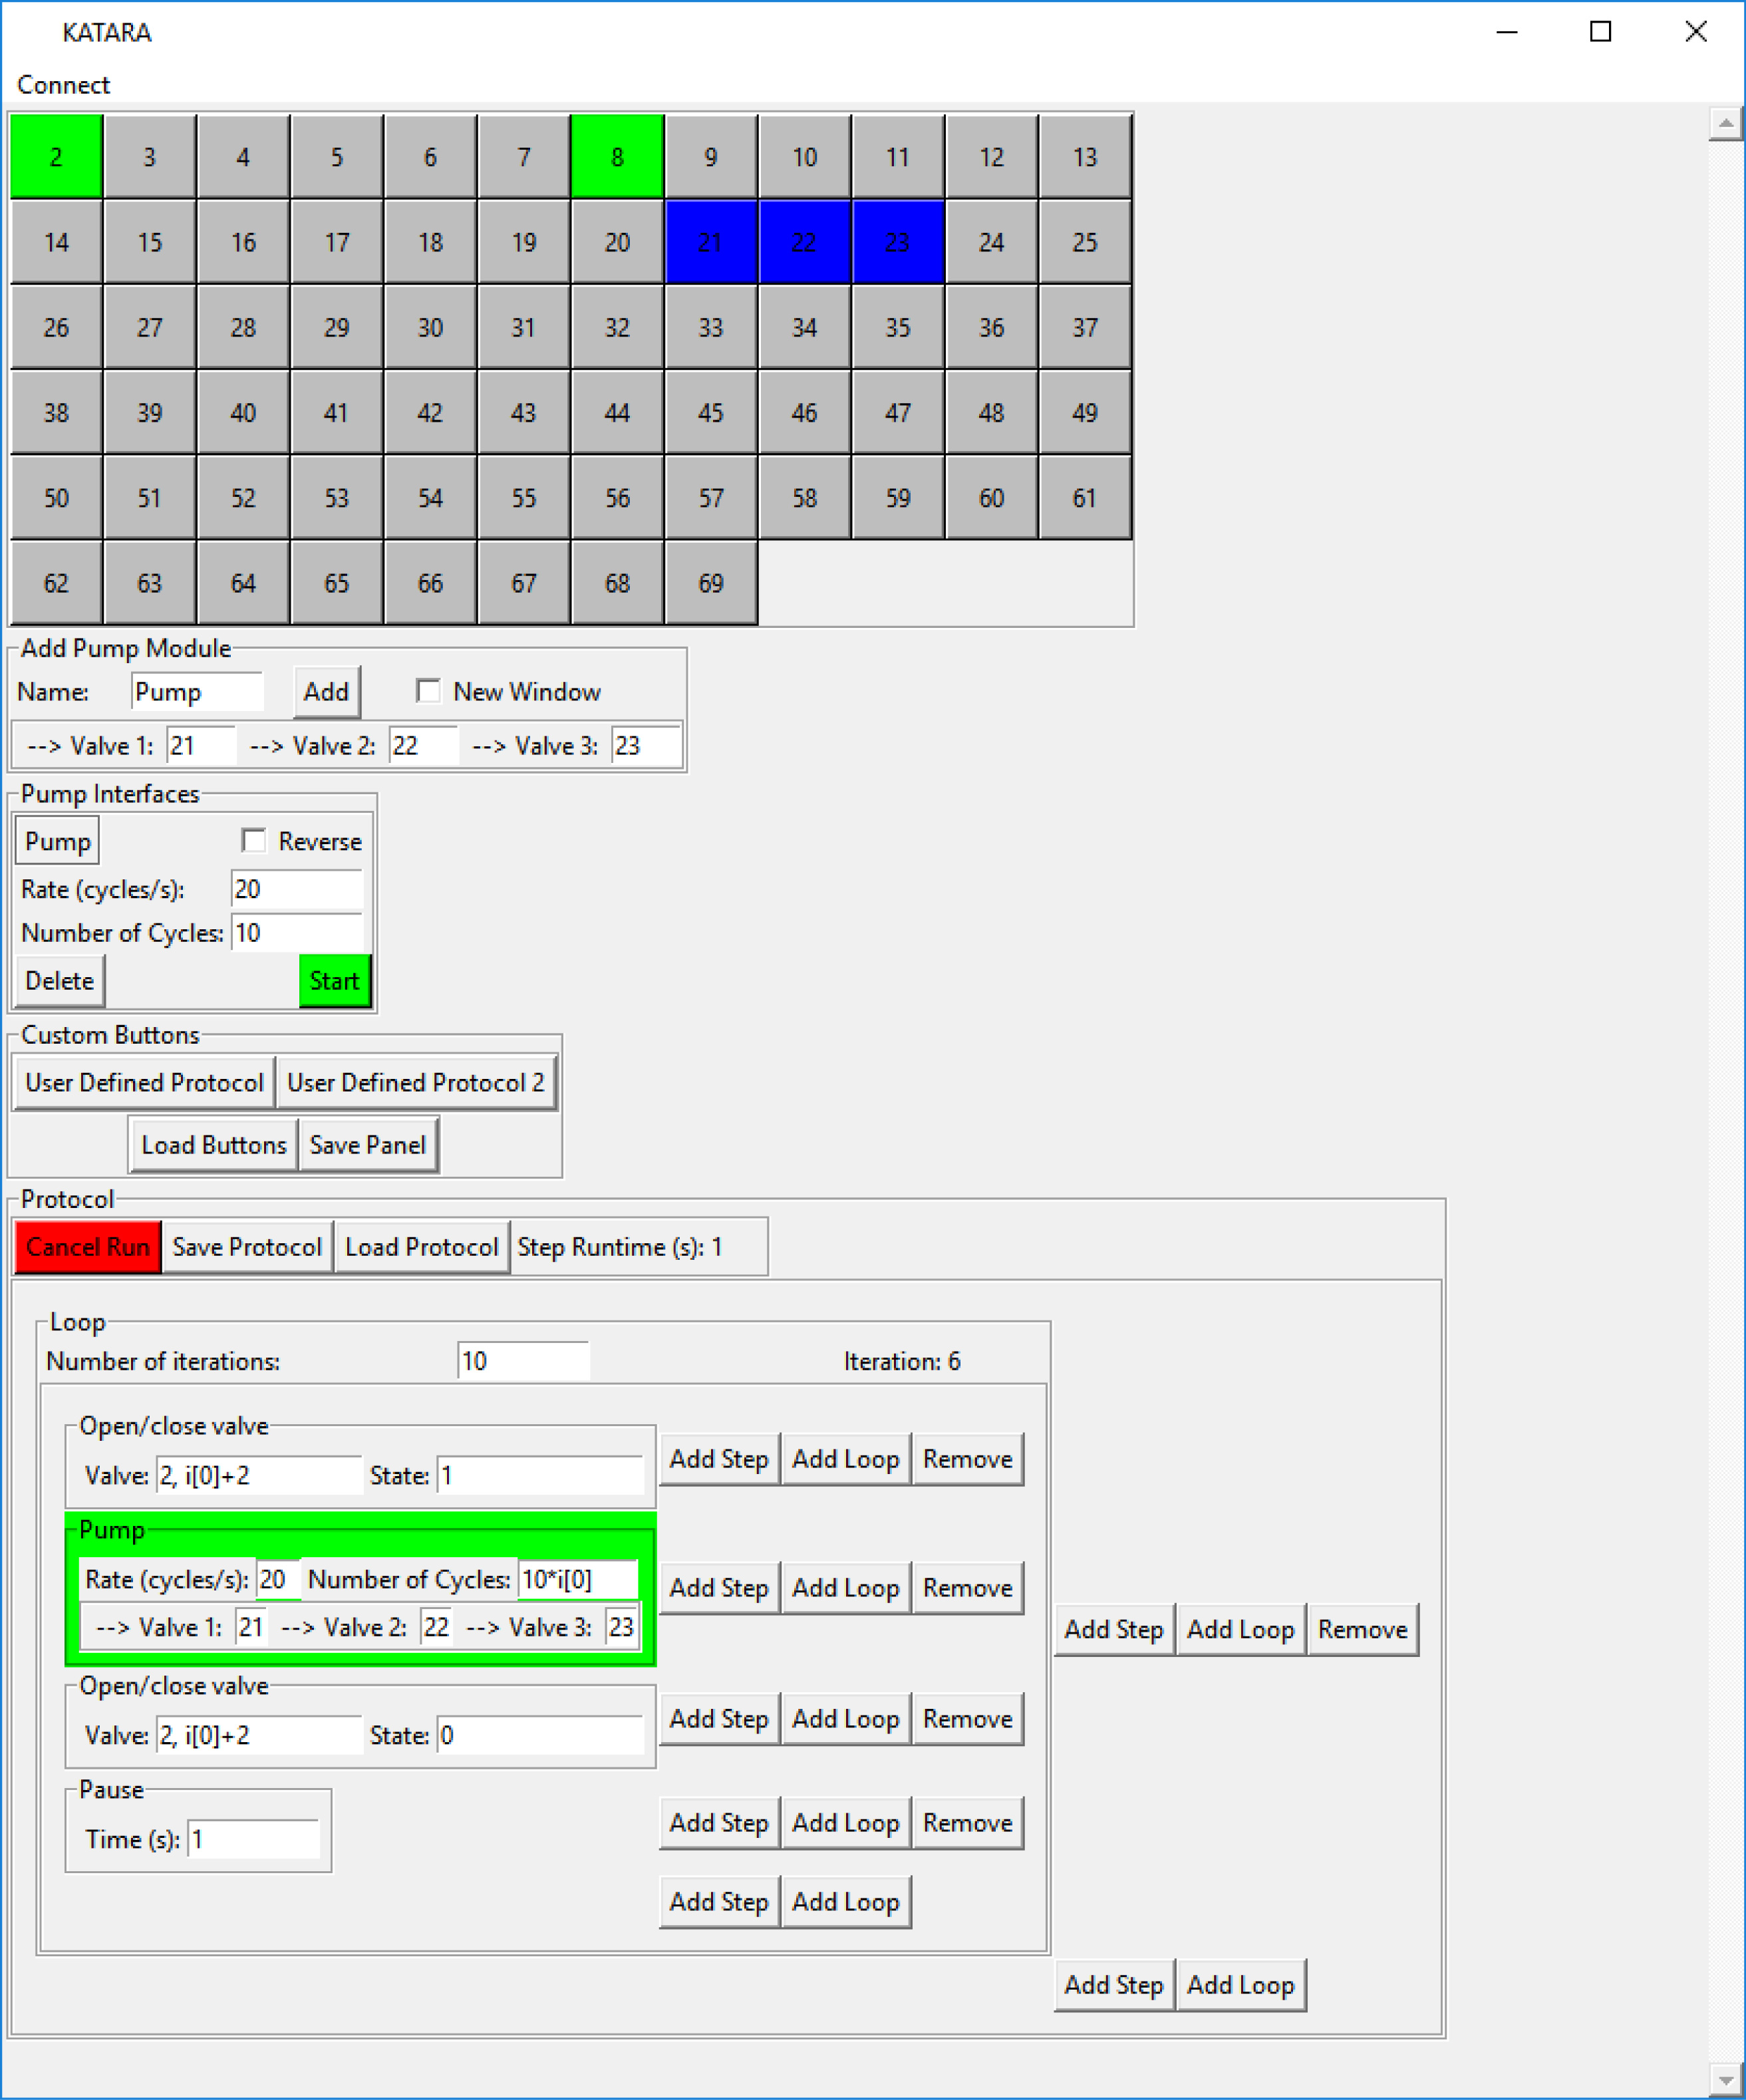 KATARA
Connect
2 3 4 5 6 7 8 9 10 11 12 13
14 15 16 17 18 19 20 21 22 23 24 25
26 27 28 29 30 31 32 33 34 35 36 37
38 39 40 41 42 43 44 45 46 47 48 49
50 51 52 53 54 55 56 57 58 59 60 61
62 63 64 65 66 67 68 69
Add Pump Module
Name: Pump Add New Window
--> Valve 1: 21 --> Valve 2: 22 --> Valve 3: 23
Pump Interfaces
Pump Reverse
Rate (cycles/s): 20
Number of Cycles: 10
Delete Start
Custom Buttons
User Defined Protocol User Defined Protocol 2
Load Buttons Save Panel
Protocol
Cancel Run Save Protocol Load Protocol Step Runtime (s): 1
Loop
Number of iterations: 10 Iteration: 6
Open/close valve
Valve: 2, i[0]+2 State: 1 Add Step Add Loop Remove
Pump
Rate (cycles/s): 20 Number of Cycles: 10*i[0] Add Step Add Loop Remove
--> Valve 1: 21 --> Valve 2: 22 --> Valve 3: 23 Add Step Add Loop Remove
Open/close valve
Valve: 2, i[0]+2 State: 0 Add Step Add Loop Remove
Pause
Time (s): 1 Add Step Add Loop Remove
Add Step Add Loop
Add Step Add Loop